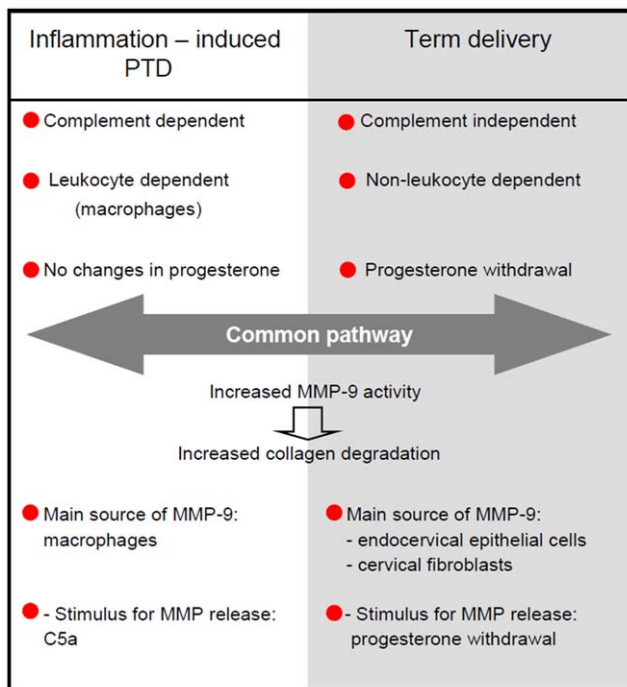 Inflammation – induced
PTD
Term delivery
Complement dependent
Complement independent
Leukocyte dependent
(macrophages)
Non-leukocyte dependent
No changes in progesterone
Progesterone withdrawal
Common pathway
Increased MMP-9 activity
Increased collagen degradation
Main source of MMP-9:
macrophages
Main source of MMP-9:
- endocervical epithelial cells
- cervical fibroblasts
- Stimulus for MMP release:
C5a
- Stimulus for MMP release:
progesterone withdrawal